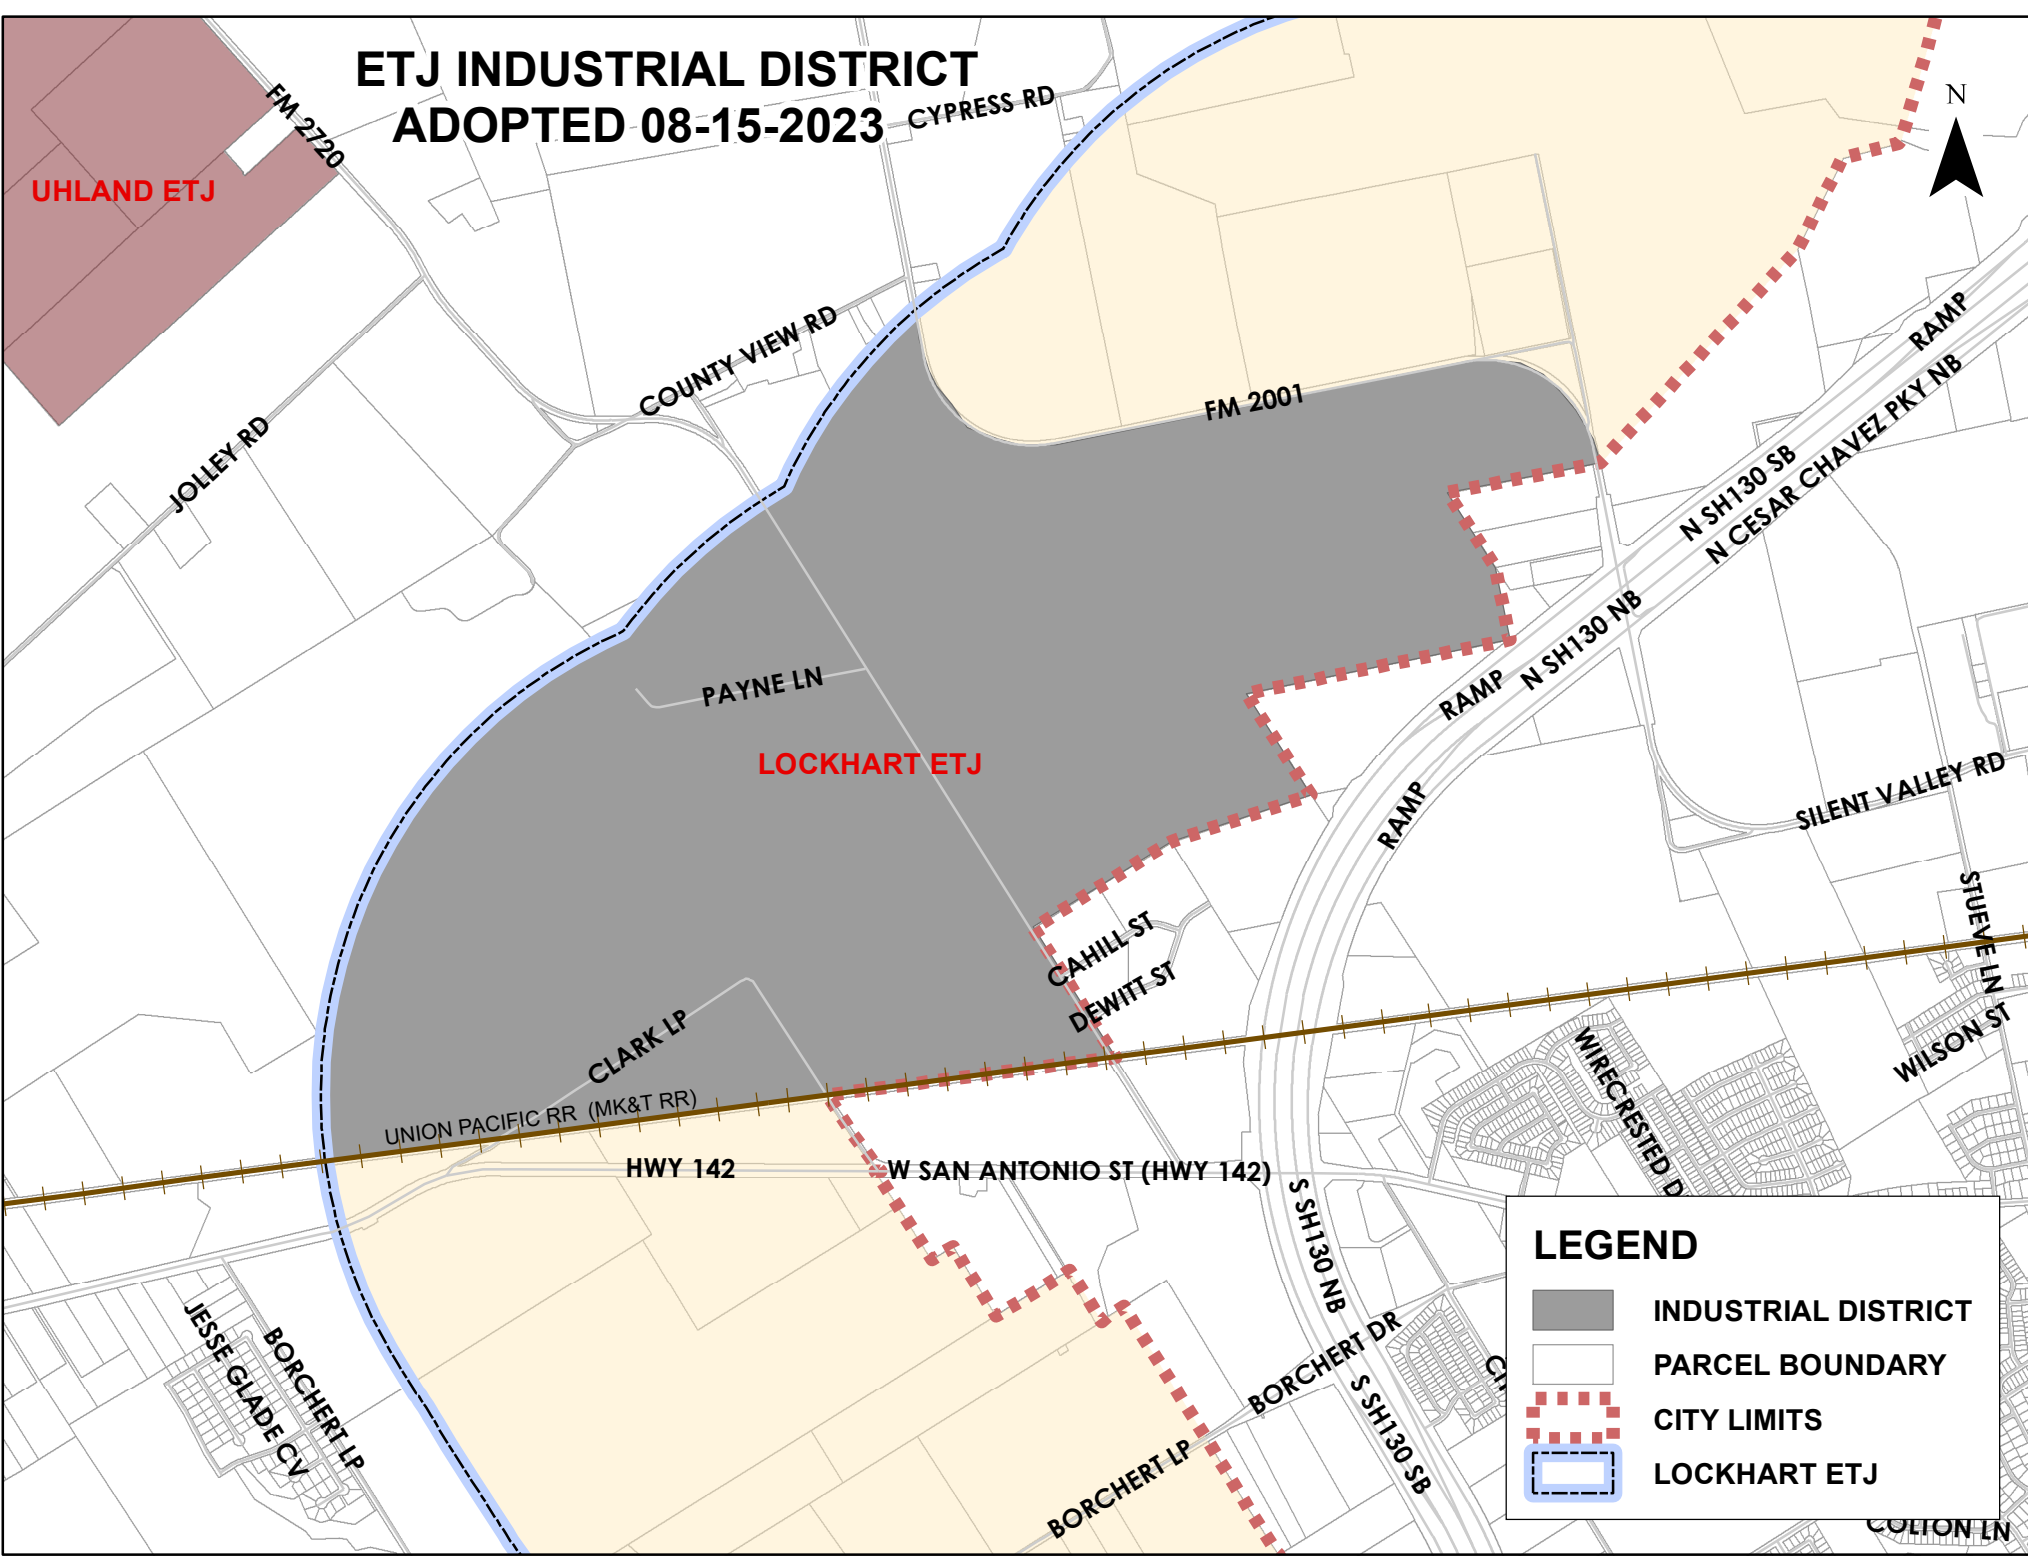 ETJ INDUSTRIAL DISTRICT
ADOPTED 08-15-2023
CYPRESS RD
N
FM 2720
UHLAND ETJ
COUNTY VIEW RD
RAMP
FM 2001
N CESAR CHAVEZ PKY NB
N SH130 SB
JOLLEY RD
N SH130 NB
PAYNE LN
RAMP
LOCKHART ETJ
SILENT VALLEY RD
RAMP
STUEVE LN
CAHILL ST
DEWITT ST
CLARK LP
WILSON ST
WIRECRESTED D
UNION PACIFIC RR (MK&T RR)
HWY 142
W SAN ANTONIO ST (HWY 142)
S SH130 NB
JESSE GLADE CV
BORCHERT LP
BORCHERT DR
S SH130 SB
BORCHERT LP
LEGEND
INDUSTRIAL DISTRICT
PARCEL BOUNDARY
CITY LIMITS
LOCKHART ETJ
COLTON LN